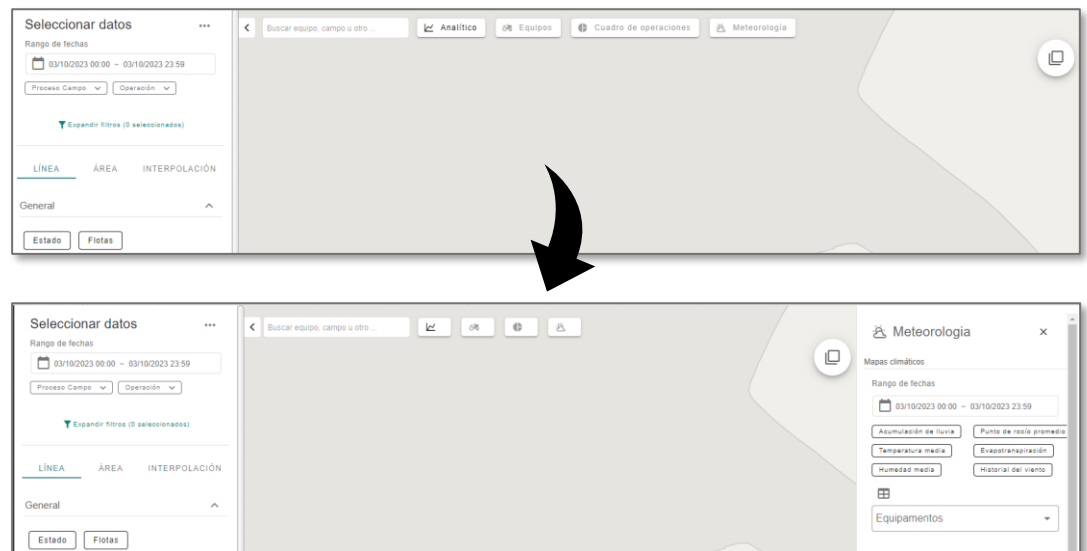 Seleccionar datos ...
Rango de fechas
03/10/2023 00:00 ~ 03/10/2023 23:59
Proceso Campo Operación
Expandir filtros (0 seleccionados)
LÍNEA ÁREA INTERPOLACIÓN
General
Estado Flotas
Buscar equipo, campo u otro ... Analítico Equipos Cuadro de operaciones Meteorología
Seleccionar datos ...
Rango de fechas
03/10/2023 00:00 ~ 03/10/2023 23:59
Proceso Campo Operación
Expandir filtros (0 seleccionados)
LÍNEA ÁREA INTERPOLACIÓN
General
Estado Flotas
Buscar equipo, campo u otro ...
Meteorologia ×
Mapas climáticos
Rango de fechas
03/10/2023 00:00 ~ 03/10/2023 23:59
Acumulación de lluvia Punto de rocío promedio
Temperatura media Evapotranspiración
Humedad media Historial del viento
Equipamentos